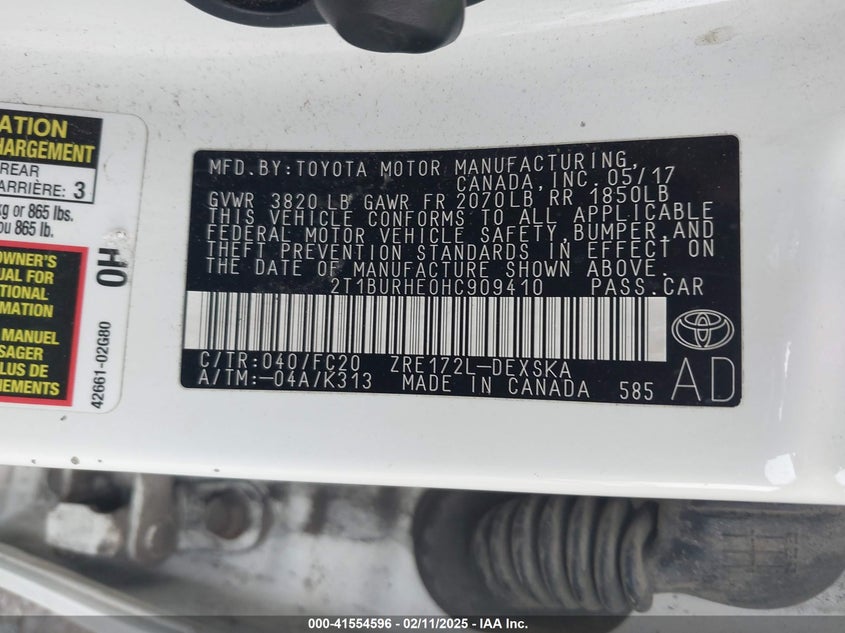 ATION
CHARGEMENT
REAR
ARRIÈRE: 3
kg or 865 lbs.
ou 865 lb.
OWNER'S
UAL FOR
TIONAL
RMATION
MANUEL
SAGER
LUS DE
NEMENTS
OH
42661-02G80
MFD.BY:TOYOTA MOTOR MANUFACTURING,
CANADA,INC. 05/17
GVWR 3820 LB GAWR FR 2070LB RR 1850LB
THIS VEHICLE CONFORMS TO ALL APPLICABLE
FEDERAL MOTOR VEHICLE SAFETY,BUMPER,AND
THEFT PREVENTION STANDARDS IN EFFECT ON
THE DATE OF MANUFACTURE SHOWN ABOVE.
2T1BURHE0HC909410 PASS.CAR
C/TR:040/FC20 ZRE172L-DEXSKA
A/TM:-04A/K313 MADE IN CANADA 585
AD
000-41554596 - 02/11/2025 - IAA Inc.